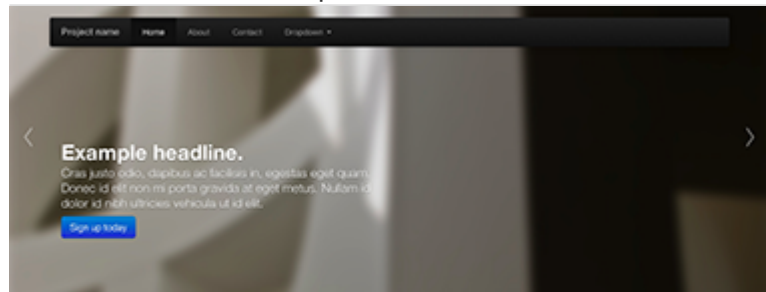 Project name Home About Contact Dropdown
Example headline.
Cras justo odio, dapibus ac facilisis in, egestas eget quam.
Donec id elit non mi porta gravida at eget metus. Nullam id
dolor id nibh ultricies vehicula ut id elit.
Sign up today